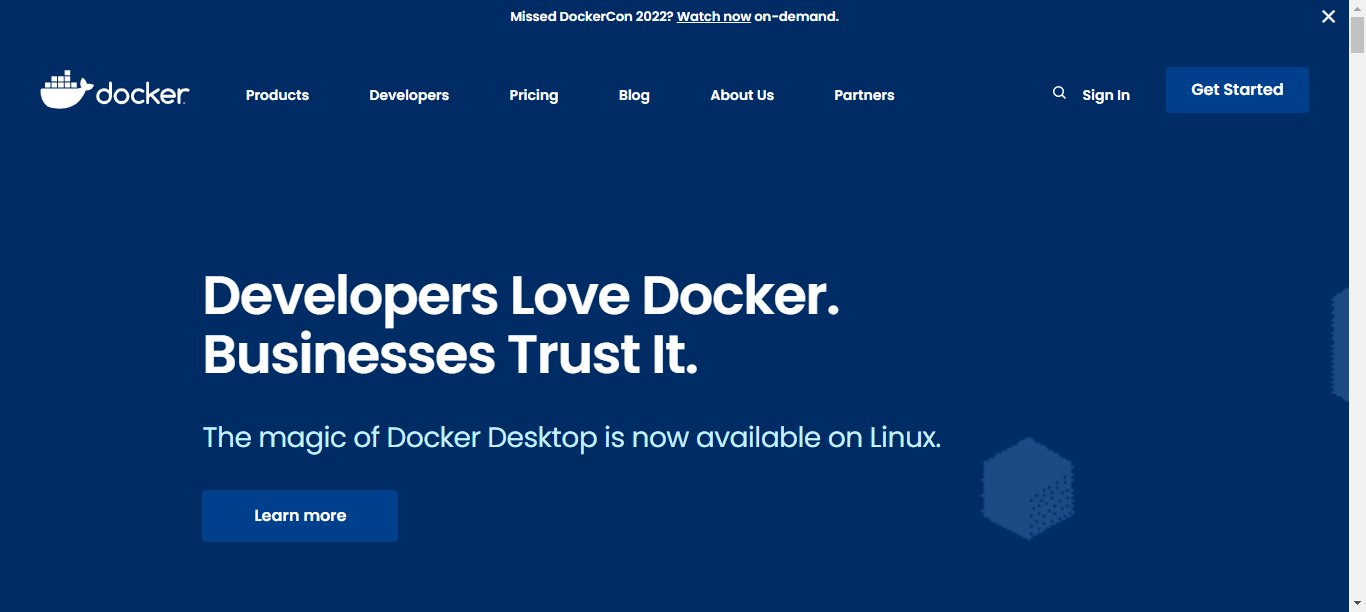 Missed DockerCon 2022? Watch now on-demand.
docker
Products Developers Pricing Blog About Us Partners Sign In Get Started
Developers Love Docker.
Businesses Trust It.
The magic of Docker Desktop is now available on Linux.
Learn more